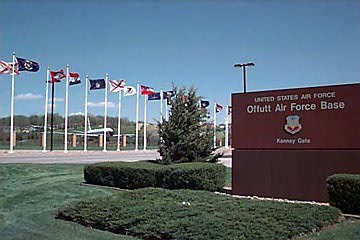 UNITED STATES AIR FORCE
Offutt Air Force Base
Kenney Gate